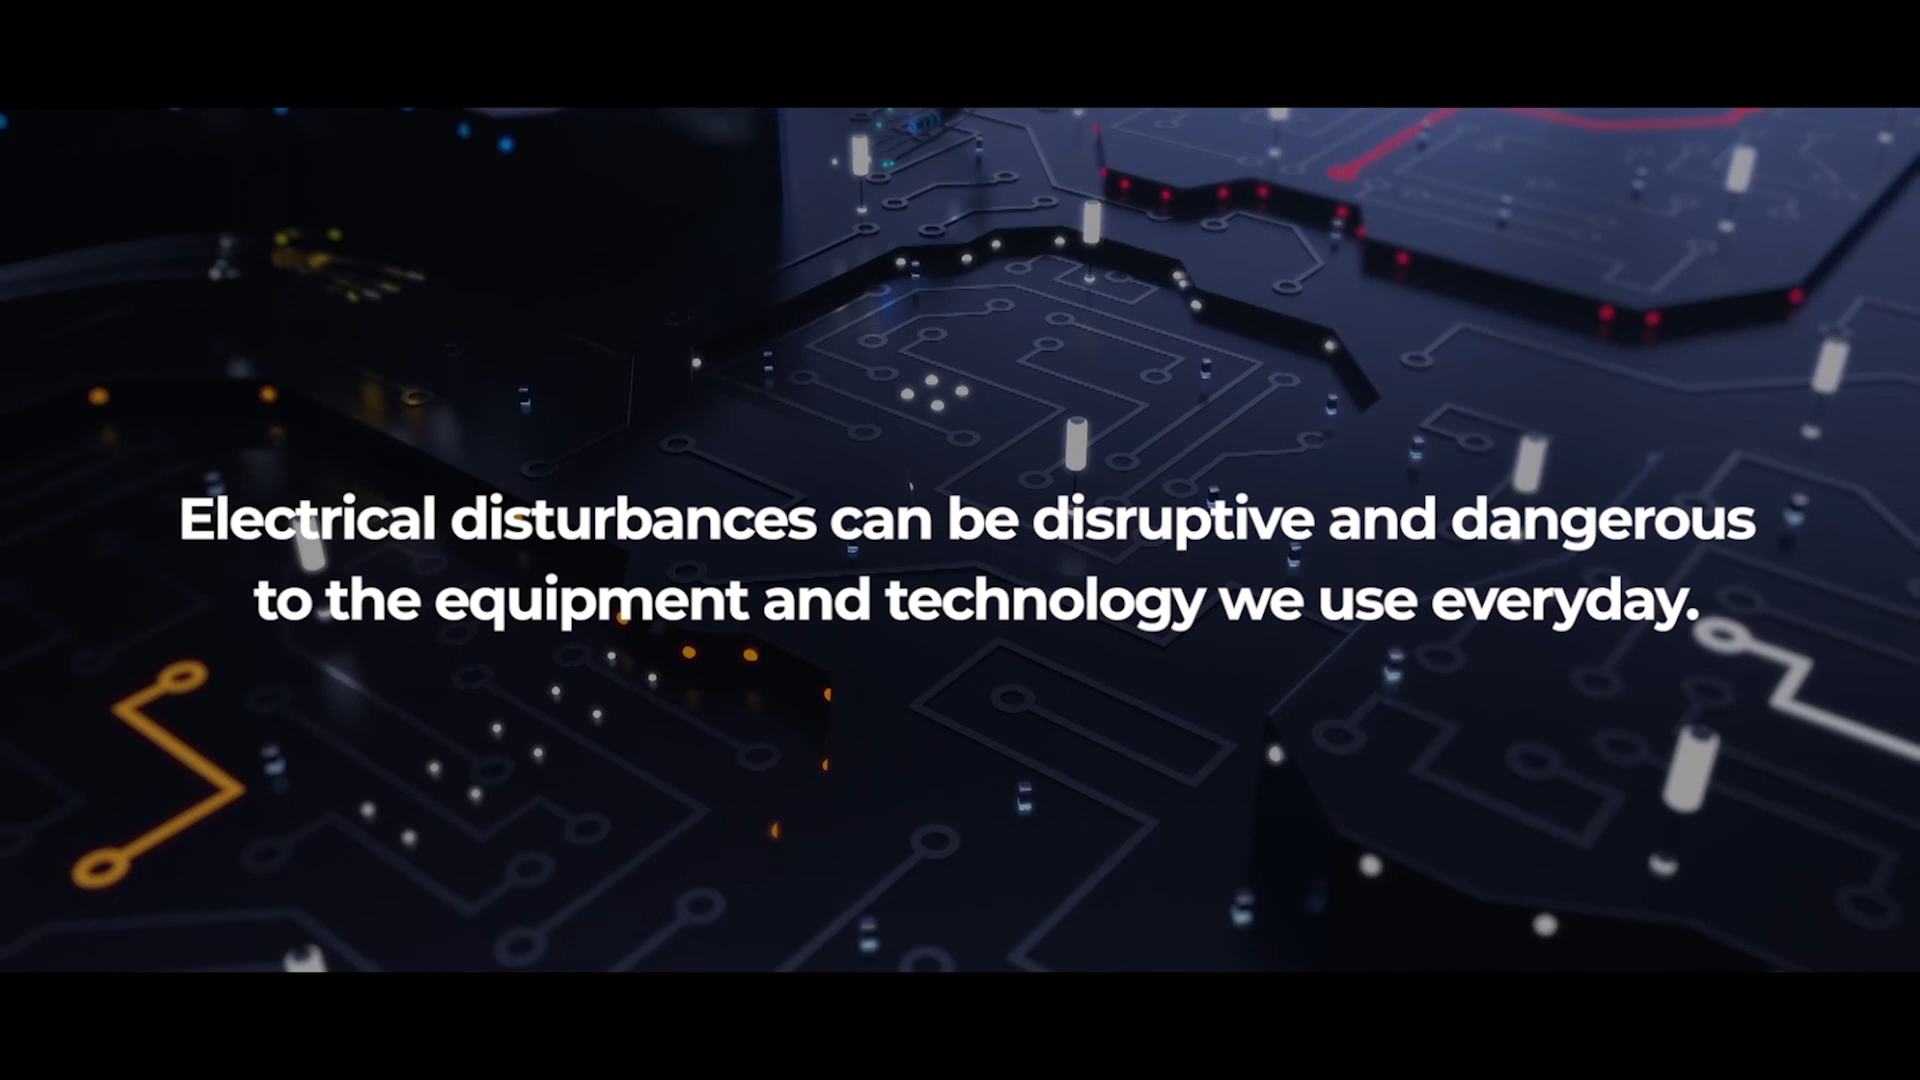 Electrical disturbances can be disruptive and dangerous
to the equipment and technology we use everyday.